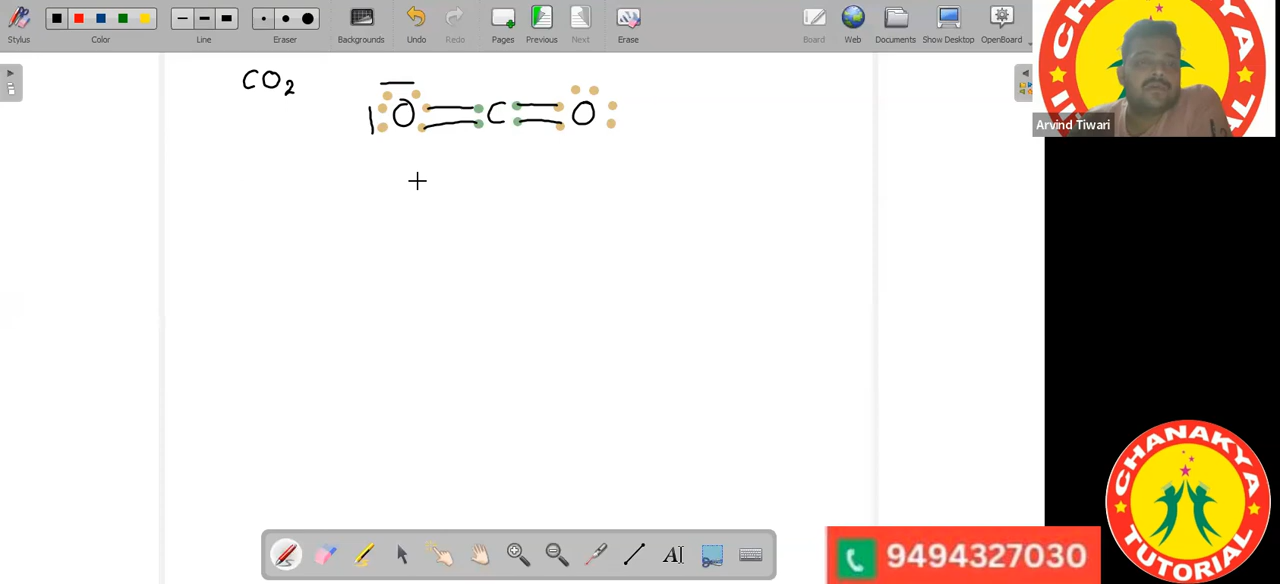 Stylus
Color
Line
Eraser
Backgrounds
Undo
Redo
Pages
Previous
Next
Erase
Board
Web
Documents
Show Desktop
OpenBoard
CO₂
O
C
O
Arvind Tiwari
CHANAKYA
TUTORIAL
9494327030